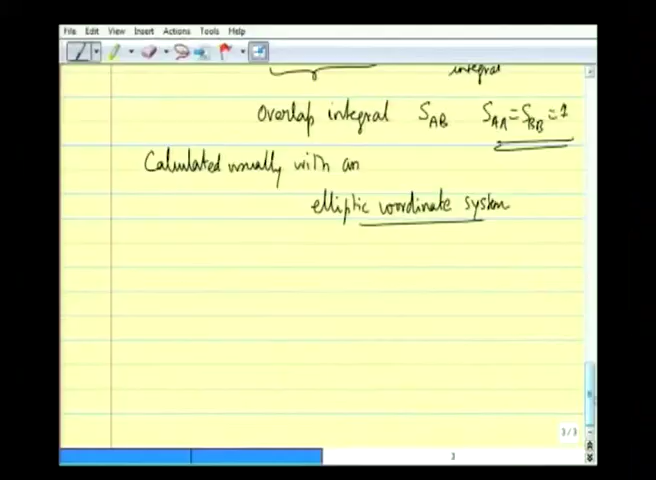 File Edit View Insert Actions Tools Help
integral
Overlap integral S_AB S_AA = S_BB = 1
Calculated usually with an
elliptic coordinate system
3/3
3